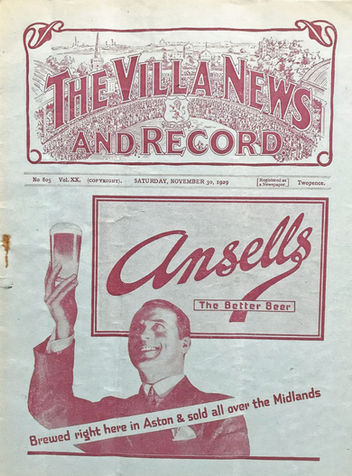 THE VILLA NEWS
AND RECORD
No 805 Vol. XX. (COPYRIGHT). SATURDAY, NOVEMBER 30, 1929 Registered as a Newspaper. Twopence.
Ansells
The Better Beer
Brewed right here in Aston & sold all over the Midlands